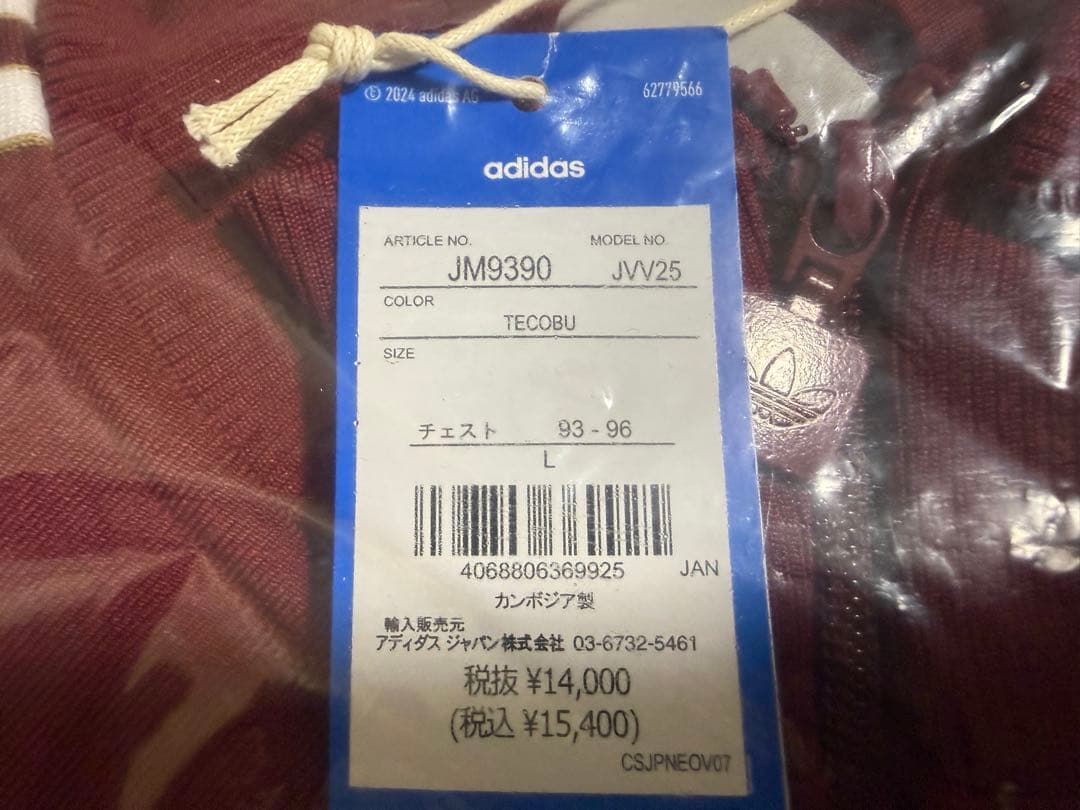 © 2024 adidas AG 62779566
adidas
ARTICLE NO. MODEL NO.
JM9390 JVV25
COLOR
TECOBU
SIZE
チェスト 93 - 96
L
4068806369925 JAN
カンボジア製
輸入販売元
アディダス ジャパン株式会社 03-6732-5461
税抜 ¥14,000
(税込 ¥15,400)
CSJPNEOV07